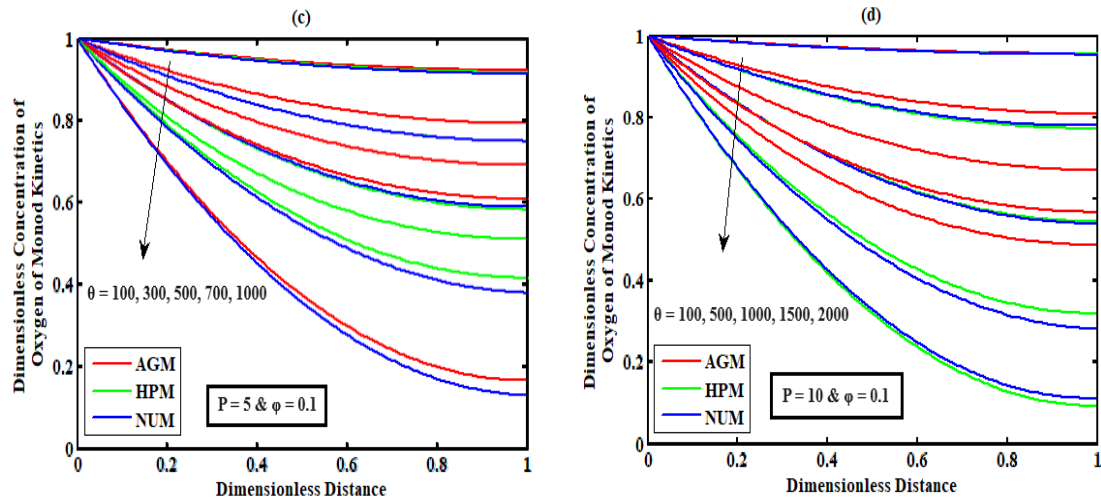 (c)
Dimensionless Concentration of
Oxygen of Monod Kinetics
1
0.8
0.6
0.4
0.2
0
θ = 100, 300, 500, 700, 1000
AGM
HPM
NUM
P = 5 & φ = 0.1
0.2
0.4
0.6
0.8
1
Dimensionless Distance
(d)
Dimensionless Concentration of
Oxygen of Monod Kinetics
1
0.8
0.6
0.4
0.2
0
θ = 100, 500, 1000, 1500, 2000
AGM
HPM
NUM
P = 10 & φ = 0.1
0
0.2
0.4
0.6
0.8
1
Dimensionless Distance